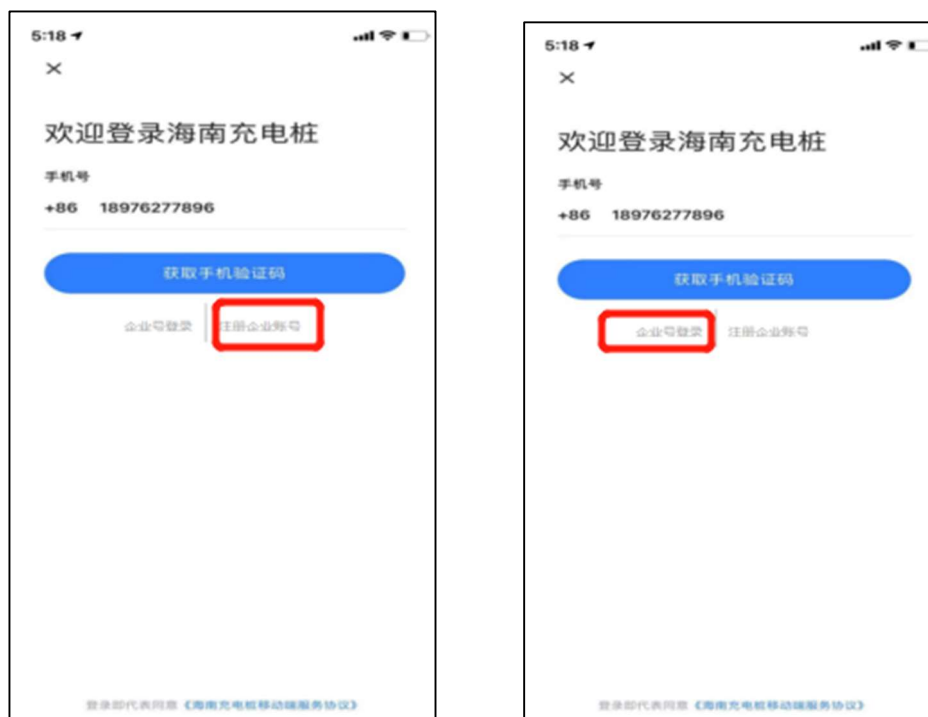 5:18
欢迎登录海南充电桩
手机号
+86 18976277896
获取手机验证码
企业号登录 注册企业账号
登录即代表同意《海南充电桩移动端服务协议》
5:18
欢迎登录海南充电桩
手机号
+86 18976277896
获取手机验证码
企业号登录 注册企业账号
登录即代表同意《海南充电桩移动端服务协议》